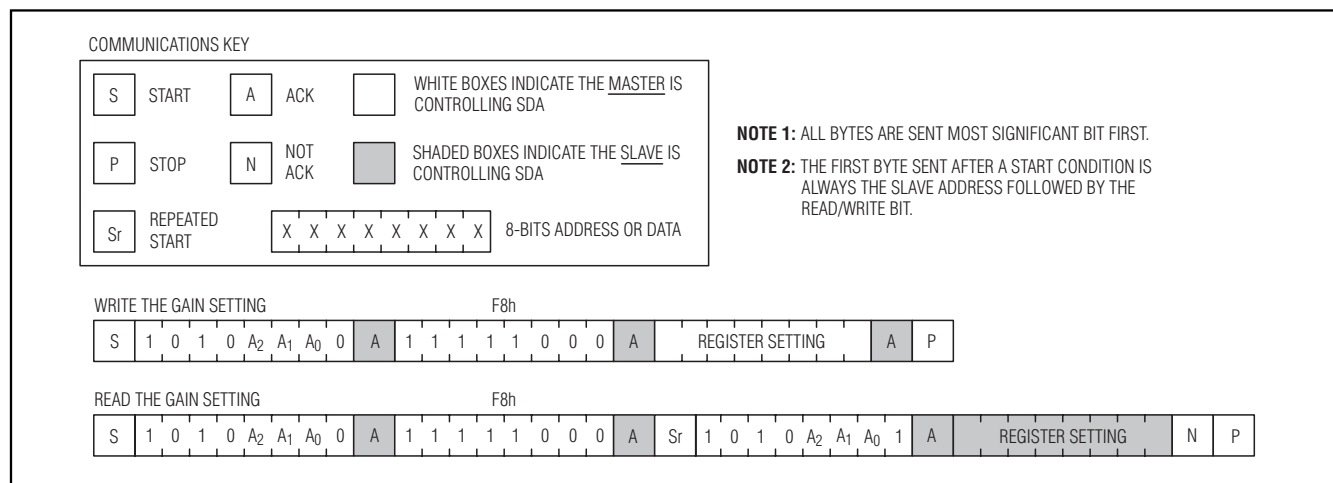 COMMUNICATIONS KEY
S START A ACK WHITE BOXES INDICATE THE MASTER IS
CONTROLLING SDA
P STOP N NOT
ACK SHADED BOXES INDICATE THE SLAVE IS
CONTROLLING SDA
Sr REPEATED
START X X X X X X X X 8-BITS ADDRESS OR DATA
NOTE 1: ALL BYTES ARE SENT MOST SIGNIFICANT BIT FIRST.
NOTE 2: THE FIRST BYTE SENT AFTER A START CONDITION IS
ALWAYS THE SLAVE ADDRESS FOLLOWED BY THE
READ/WRITE BIT.
WRITE THE GAIN SETTING F8h
S 1 0 1 0 A2 A1 A0 0 A 1 1 1 1 1 0 0 0 A REGISTER SETTING A P
READ THE GAIN SETTING F8h
S 1 0 1 0 A2 A1 A0 0 A 1 1 1 1 1 0 0 0 A Sr 1 0 1 0 A2 A1 A0 1 A REGISTER SETTING N P